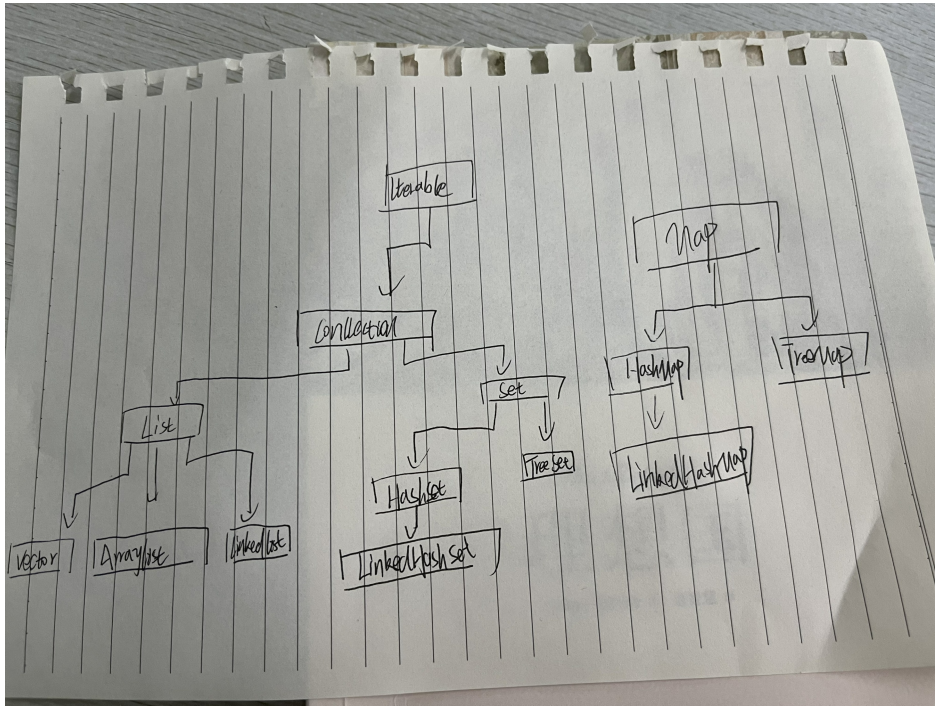 Iterable
Map
Collection
HashMap
TreeMap
Set
List
TreeSet
LinkedHashMap
HashSet
Vector
ArrayList
LinkedList
LinkedHashSet